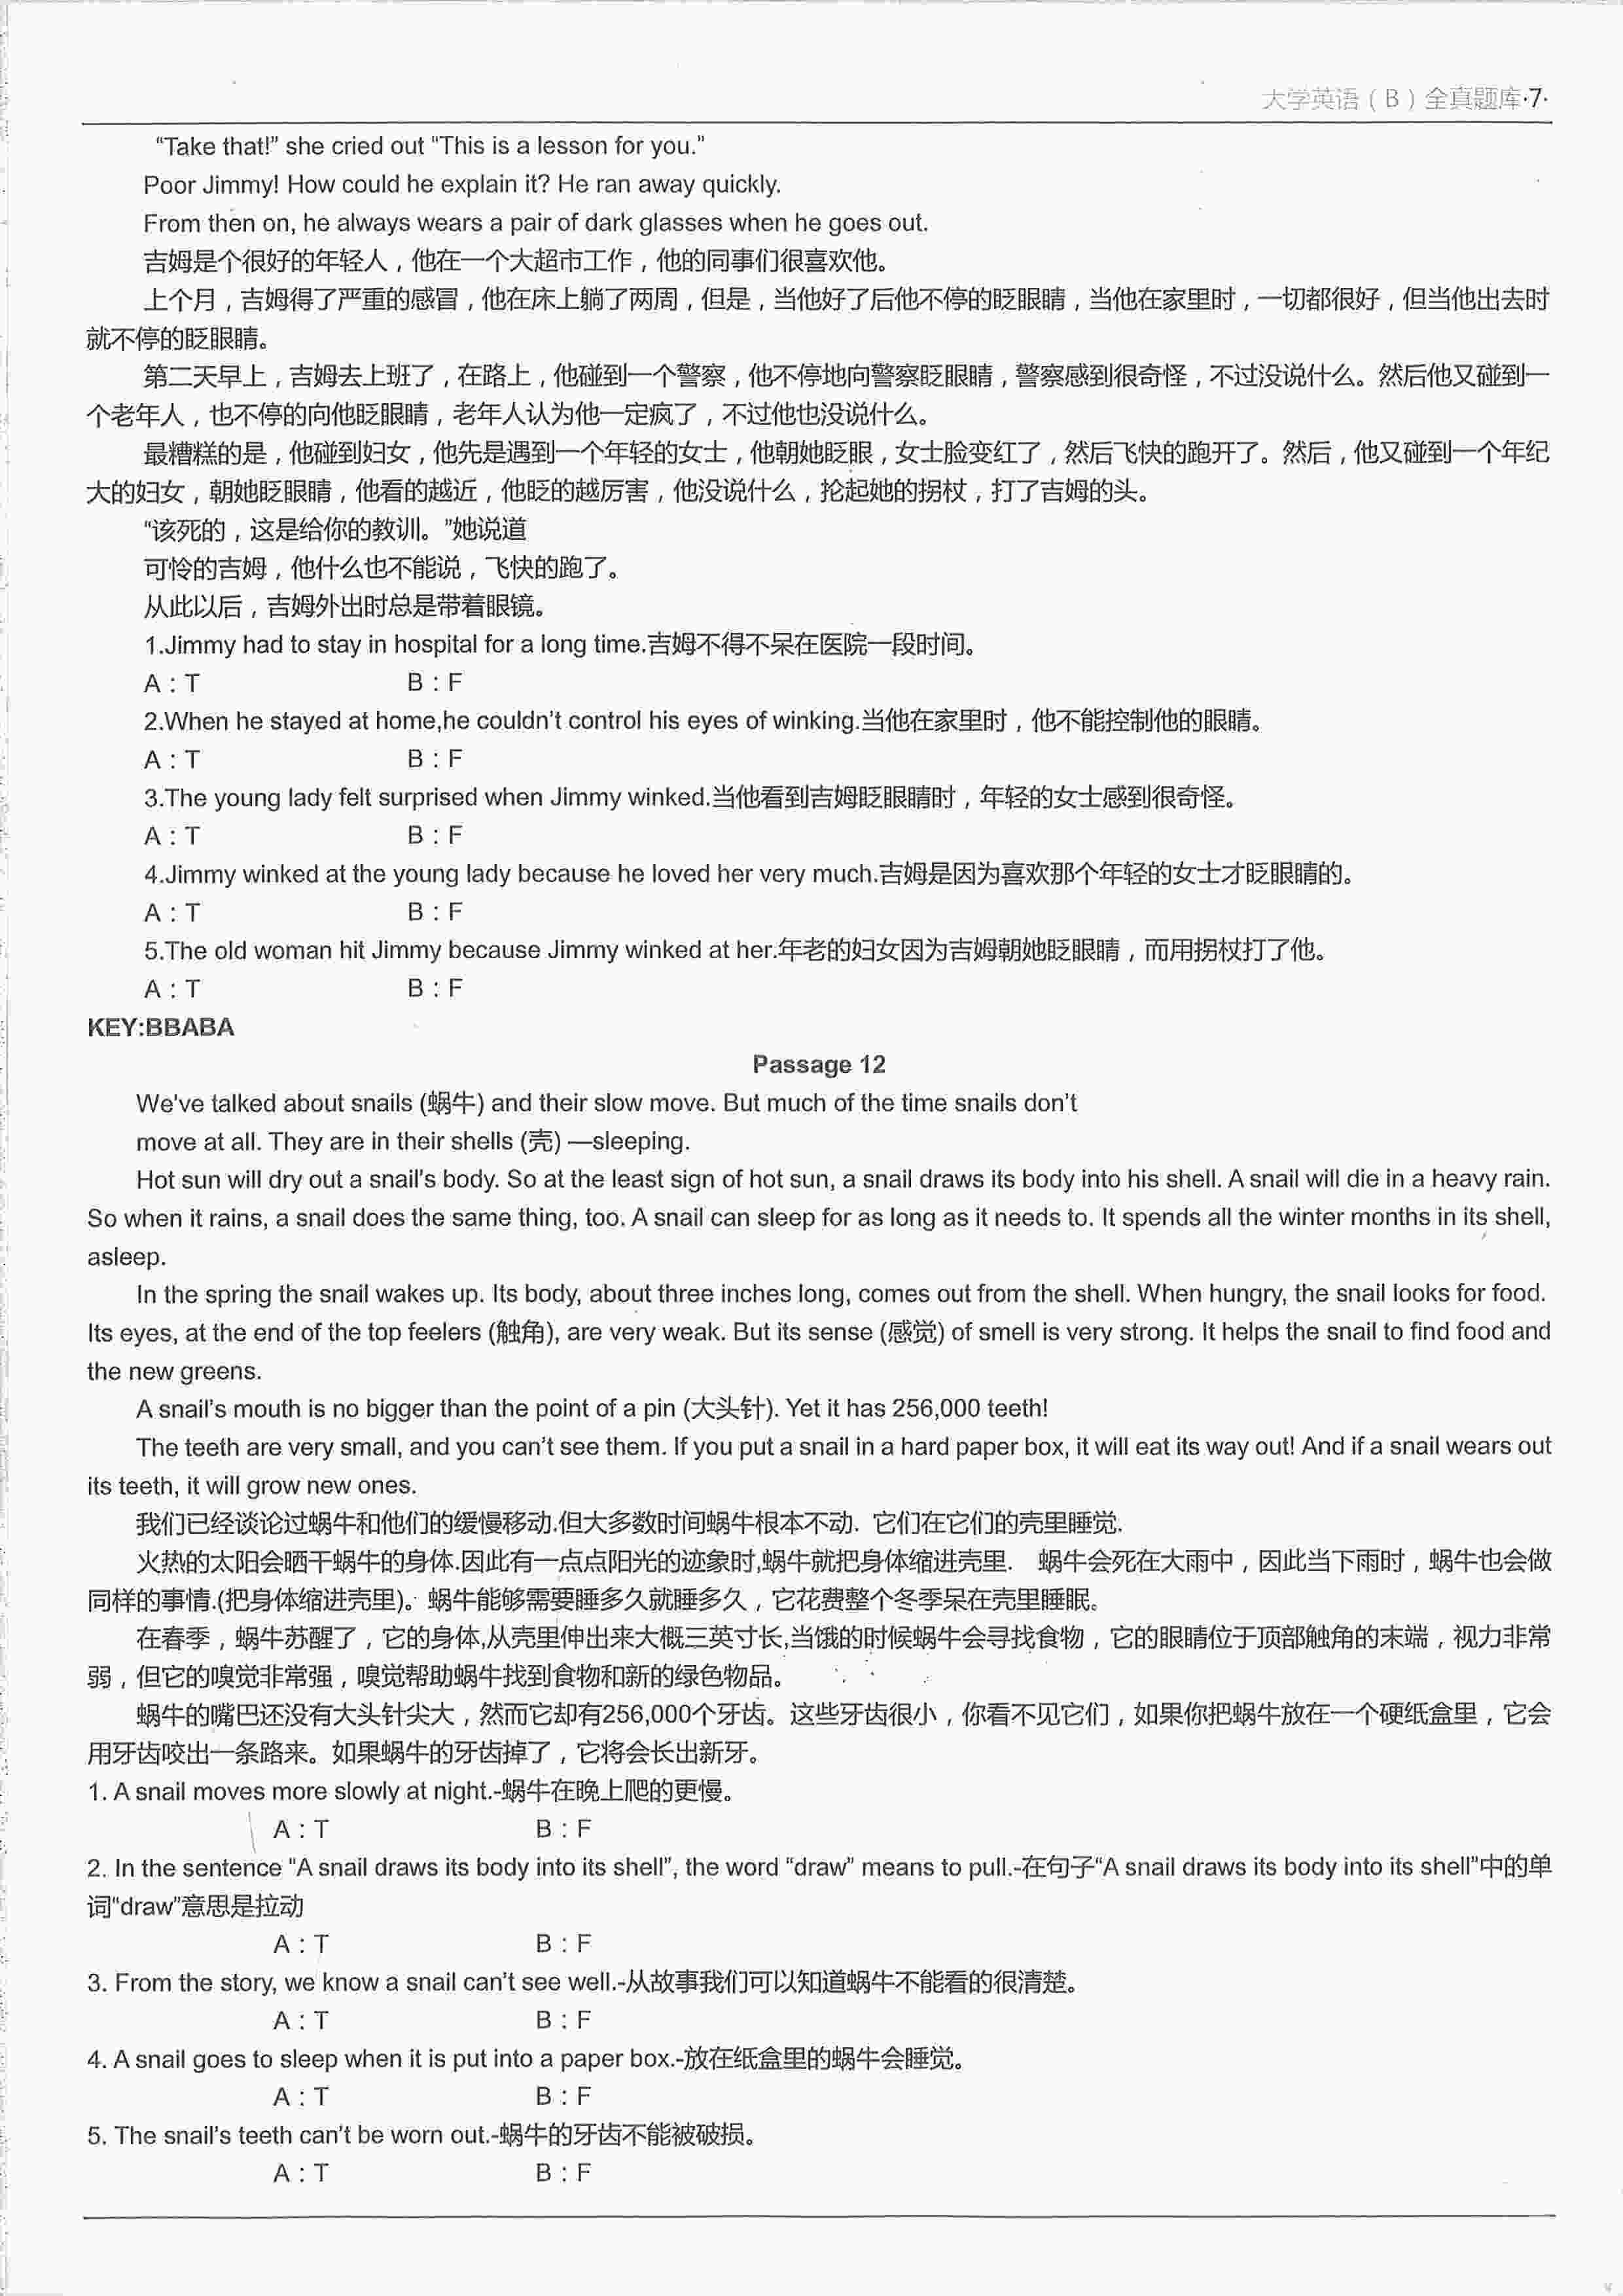 大学英语（B）全真题库·7·
“Take that!” she cried out “This is a lesson for you.”
Poor Jimmy! How could he explain it? He ran away quickly.
From then on, he always wears a pair of dark glasses when he goes out.
吉姆是个很好的年轻人，他在一个大超市工作，他的同事们很喜欢他。
上个月，吉姆得了严重的感冒，他在床上躺了两周，但是，当他好了后他不停的眨眼睛，当他在家里时，一切都很好，但当他出去时
就不停的眨眼睛。
第二天早上，吉姆去上班了，在路上，他碰到一个警察，他不停地向警察眨眼睛，警察感到很奇怪，不过没说什么。然后他又碰到一
个老年人，也不停的向他眨眼睛，老年人认为他一定疯了，不过他也没说什么。
最糟糕的是，他碰到妇女，他先是遇到一个年轻的女士，他朝她眨眼，女士脸变红了，然后飞快的跑开了。然后，他又碰到一个年纪
大的妇女，朝她眨眼睛，他看的越近，他眨的越厉害，他没说什么，抡起她的拐杖，打了吉姆的头。
“该死的，这是给你的教训。”她说道
可怜的吉姆，他什么也不能说，飞快的跑了。
从此以后，吉姆外出时总是带着眼镜。
1.Jimmy had to stay in hospital for a long time.吉姆不得不呆在医院一段时间。
A : T B : F
2.When he stayed at home,he couldn’t control his eyes of winking.当他在家里时，他不能控制他的眼睛。
A : T B : F
3.The young lady felt surprised when Jimmy winked.当他看到吉姆眨眼睛时，年轻的女士感到很奇怪。
A : T B : F
4.Jimmy winked at the young lady because he loved her very much.吉姆是因为喜欢那个年轻的女士才眨眼睛的。
A : T B : F
5.The old woman hit Jimmy because Jimmy winked at her.年老的妇女因为吉姆朝她眨眼睛，而用拐杖打了他。
A : T B : F
KEY:BBABA
Passage 12
We've talked about snails (蜗牛) and their slow move. But much of the time snails don’t
move at all. They are in their shells (壳) —sleeping.
Hot sun will dry out a snail’s body. So at the least sign of hot sun, a snail draws its body into his shell. A snail will die in a heavy rain.
So when it rains, a snail does the same thing, too. A snail can sleep for as long as it needs to. It spends all the winter months in its shell,
asleep.
In the spring the snail wakes up. Its body, about three inches long, comes out from the shell. When hungry, the snail looks for food.
Its eyes, at the end of the top feelers (触角), are very weak. But its sense (感觉) of smell is very strong. It helps the snail to find food and
the new greens.
A snail’s mouth is no bigger than the point of a pin (大头针). Yet it has 256,000 teeth!
The teeth are very small, and you can’t see them. If you put a snail in a hard paper box, it will eat its way out! And if a snail wears out
its teeth, it will grow new ones.
我们已经谈论过蜗牛和他们的缓慢移动.但大多数时间蜗牛根本不动. 它们在它们的壳里睡觉.
火热的太阳会晒干蜗牛的身体.因此有一点点阳光的迹象时,蜗牛就把身体缩进壳里. 蜗牛会死在大雨中，因此当下雨时，蜗牛也会做
同样的事情.(把身体缩进壳里)。蜗牛能够需要睡多久就睡多久，它花费整个冬季呆在壳里睡眠。
在春季，蜗牛苏醒了，它的身体,从壳里伸出来大概三英寸长,当饿的时候蜗牛会寻找食物，它的眼睛位于顶部触角的末端，视力非常
弱，但它的嗅觉非常强，嗅觉帮助蜗牛找到食物和新的绿色物品。
蜗牛的嘴巴还没有大头针尖大，然而它却有256,000个牙齿。这些牙齿很小，你看不见它们，如果你把蜗牛放在一个硬纸盒里，它会
用牙齿咬出一条路来。如果蜗牛的牙齿掉了，它将会长出新牙。
1. A snail moves more slowly at night.-蜗牛在晚上爬的更慢。
A : T B : F
2. In the sentence “A snail draws its body into its shell”, the word “draw” means to pull.-在句子“A snail draws its body into its shell”中的单
词“draw”意思是拉动
A : T B : F
3. From the story, we know a snail can’t see well.-从故事我们可以知道蜗牛不能看的很清楚。
A : T B : F
4. A snail goes to sleep when it is put into a paper box.-放在纸盒里的蜗牛会睡觉。
A : T B : F
5. The snail’s teeth can’t be worn out.-蜗牛的牙齿不能被破损。
A : T B : F